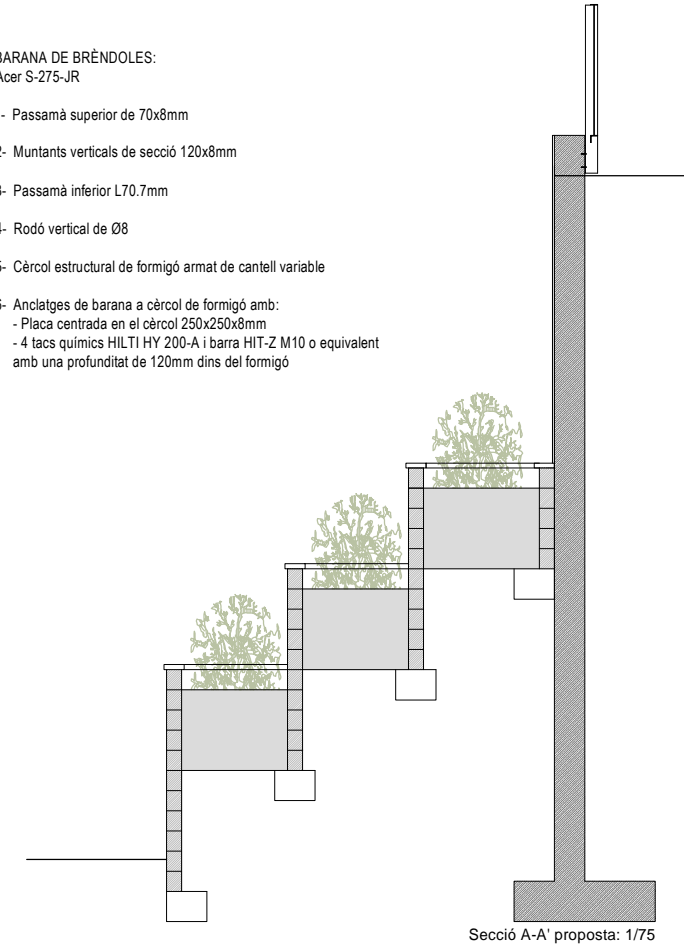 BARANA DE BRÈNDOLES:
Acer S-275-JR
- Passamà superior de 70x8mm
2- Muntants verticals de secció 120x8mm
3- Passamà inferior L70.7mm
4- Rodó vertical de Ø8
5- Cèrcol estructural de formigó armat de cantell variable
6- Anclatges de barana a cèrcol de formigó amb:
- Placa centrada en el cèrcol 250x250x8mm
- 4 tacs químics HILTI HY 200-A i barra HIT-Z M10 o equivalent
amb una profunditat de 120mm dins del formigó
Secció A-A' proposta: 1/75